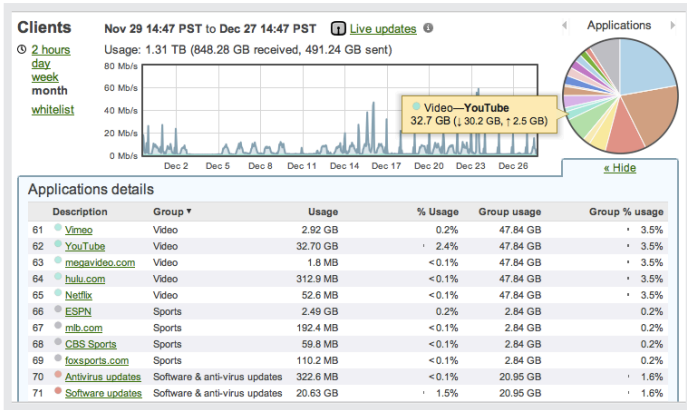 Clients
Nov 29 14:47 PST to Dec 27 14:47 PST Live updates
Applications
2 hours
day
week
month
whitelist
Usage: 1.31 TB (848.28 GB received, 491.24 GB sent)
80 Mb/s
60 Mb/s
40 Mb/s
20 Mb/s
0 Mb/s
Dec 2 Dec 5 Dec 8 Dec 11 Dec 14 Dec 17 Dec 20 Dec 23 Dec 26
Video—YouTube
32.7 GB (↓ 30.2 GB, ↑ 2.5 GB)
« Hide
Applications details
Description Group ▼ Usage % Usage Group usage Group % usage
61 Vimeo Video 2.92 GB 0.2% 47.84 GB 3.5%
62 YouTube Video 32.70 GB 2.4% 47.84 GB 3.5%
63 megavideo.com Video 1.8 MB <0.1% 47.84 GB 3.5%
64 hulu.com Video 312.9 MB <0.1% 47.84 GB 3.5%
65 Netflix Video 52.6 MB <0.1% 47.84 GB 3.5%
66 ESPN Sports 2.49 GB 0.2% 2.84 GB 0.2%
67 mlb.com Sports 192.4 MB <0.1% 2.84 GB 0.2%
68 CBS Sports Sports 59.8 MB <0.1% 2.84 GB 0.2%
69 foxsports.com Sports 110.2 MB <0.1% 2.84 GB 0.2%
70 Antivirus updates Software & anti-virus updates 322.6 MB <0.1% 20.95 GB 1.6%
71 Software updates Software & anti-virus updates 20.63 GB 1.5% 20.95 GB 1.6%